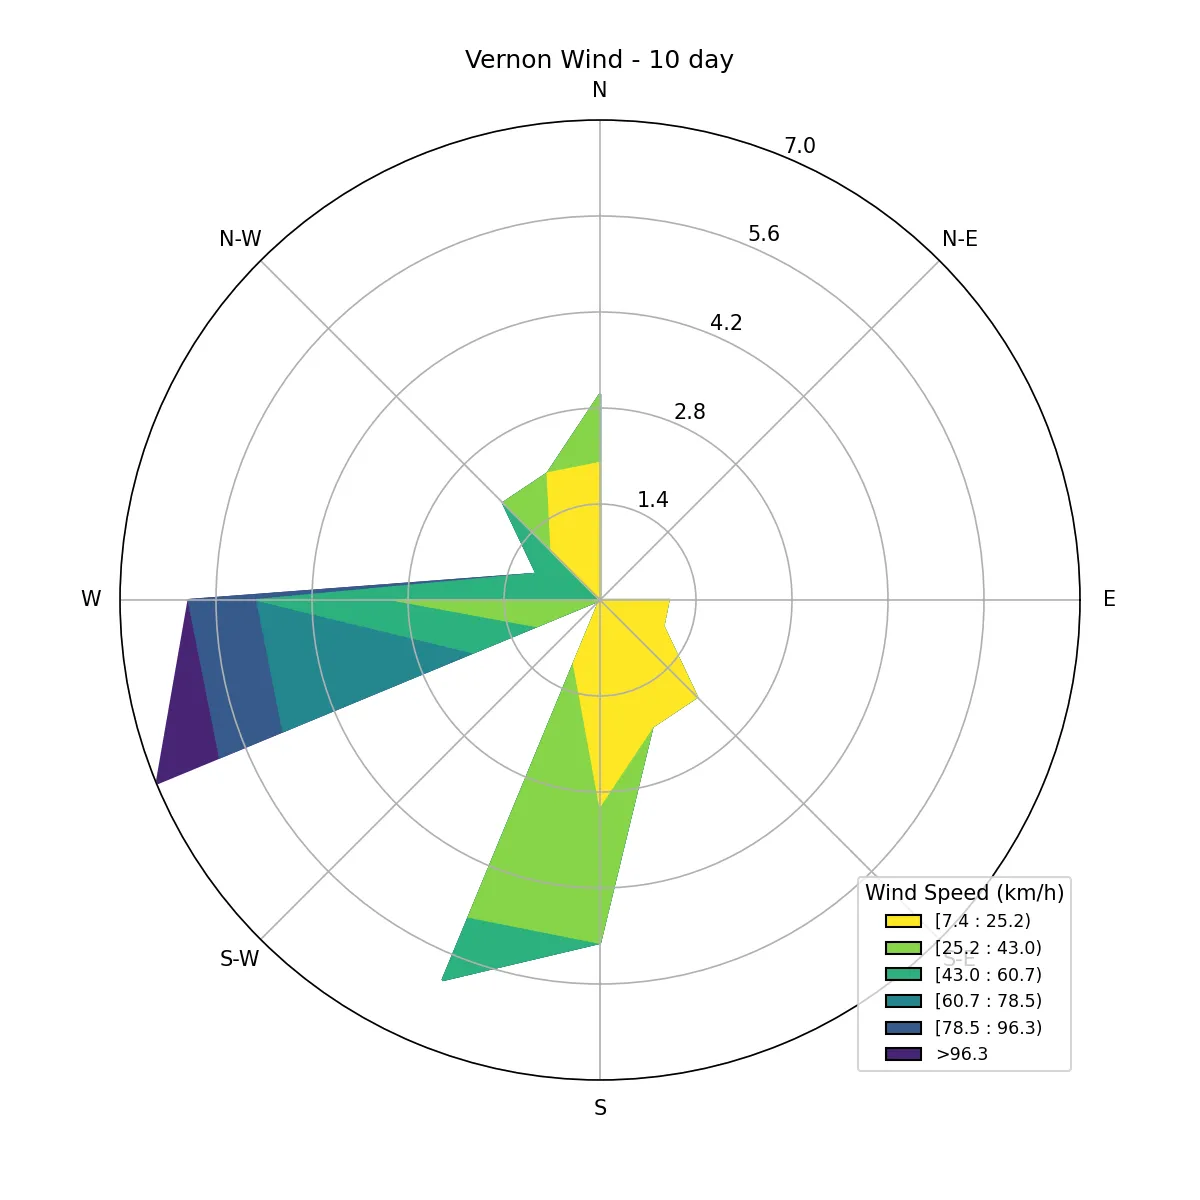 Vernon Wind - 10 day
N
7.0
N-W
5.6
N-E
4.2
2.8
1.4
W
E
Wind Speed (km/h)
[7.4 : 25.2)
[25.2 : 43.0)
S-W
S-E
[43.0 : 60.7)
[60.7 : 78.5)
[78.5 : 96.3)
>96.3
S